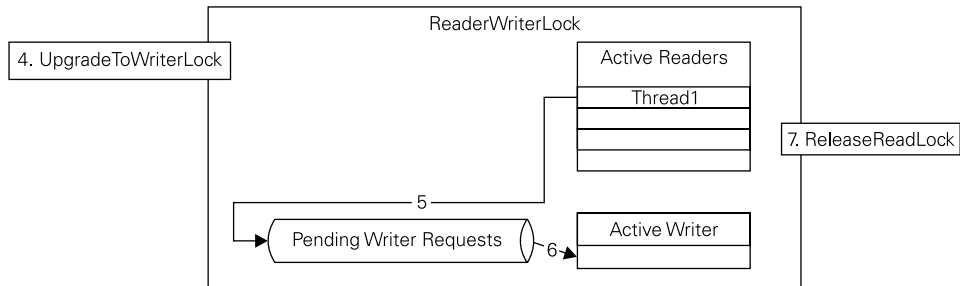 ReaderWriterLock
4. UpgradeToWriterLock
Active Readers
Thread1
7. ReleaseReadLock
5
Pending Writer Requests
6
Active Writer